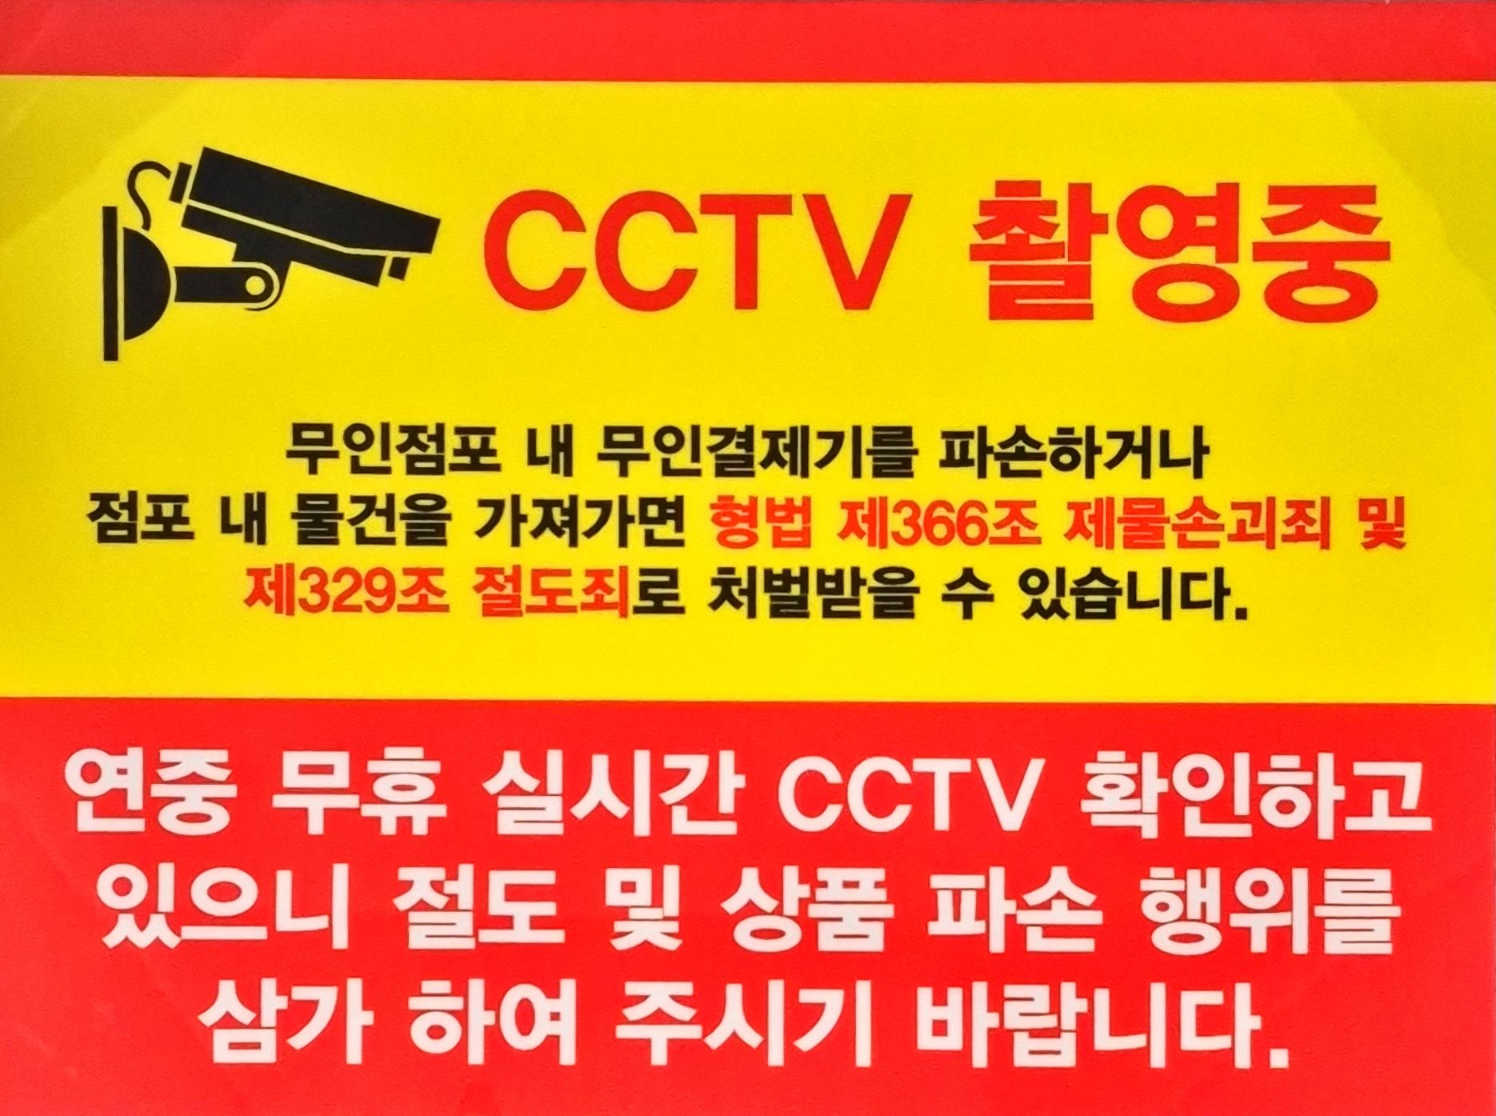 CCTV 촬영중
무인점포 내 무인결제기를 파손하거나
점포 내 물건을 가져가면 형법 제366조 제물손괴죄 및
제329조 절도죄로 처벌받을 수 있습니다.
연중 무휴 실시간 CCTV 확인하고
있으니 절도 및 상품 파손 행위를
삼가 하여 주시기 바랍니다.